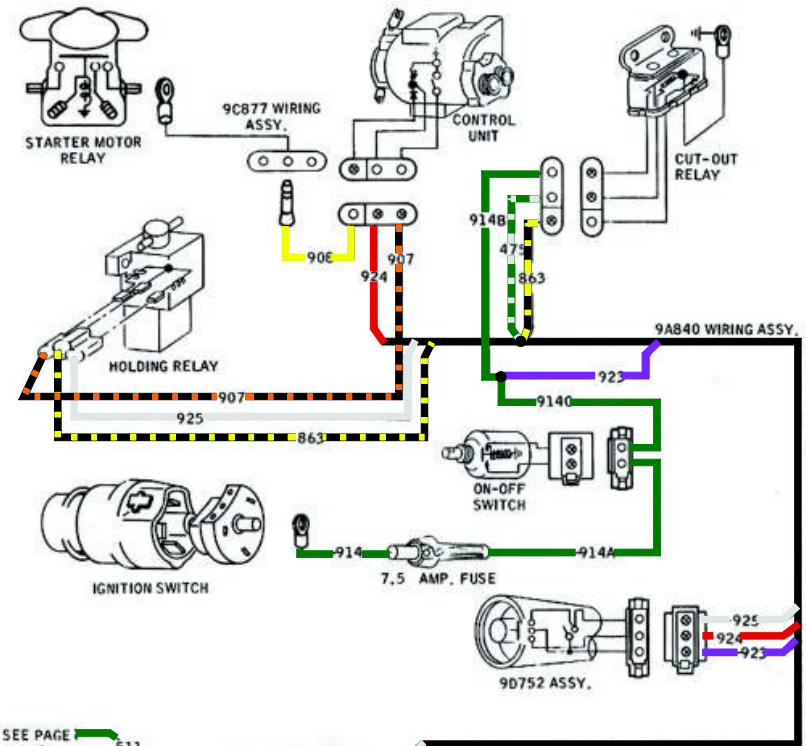 9C877 WIRING
ASSY.
CONTROL
UNIT
STARTER MOTOR
RELAY
CUT-OUT
RELAY
914B
475
863
908
924
907
9A840 WIRING ASSY.
HOLDING RELAY
923
907
9140
925
863
ON-OFF
SWITCH
IGNITION SWITCH
914
914A
7.5 AMP. FUSE
925
924
923
9D752 ASSY.
SEE PAGE
511